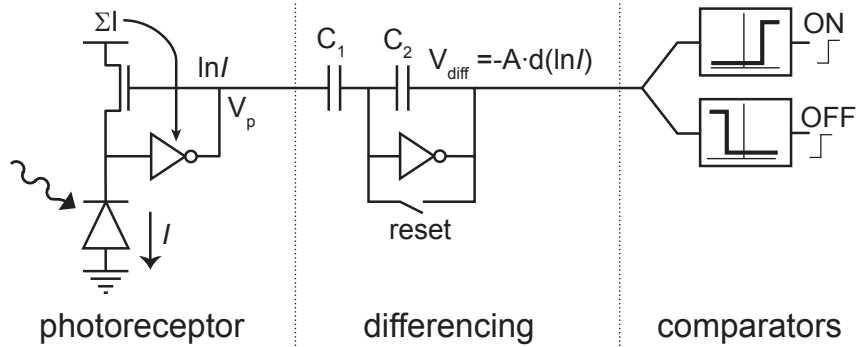 ΣI
lnI
V_p
I
photoreceptor
C_1
C_2
V_diff =-A·d(lnI)
reset
differencing
ON
OFF
comparators